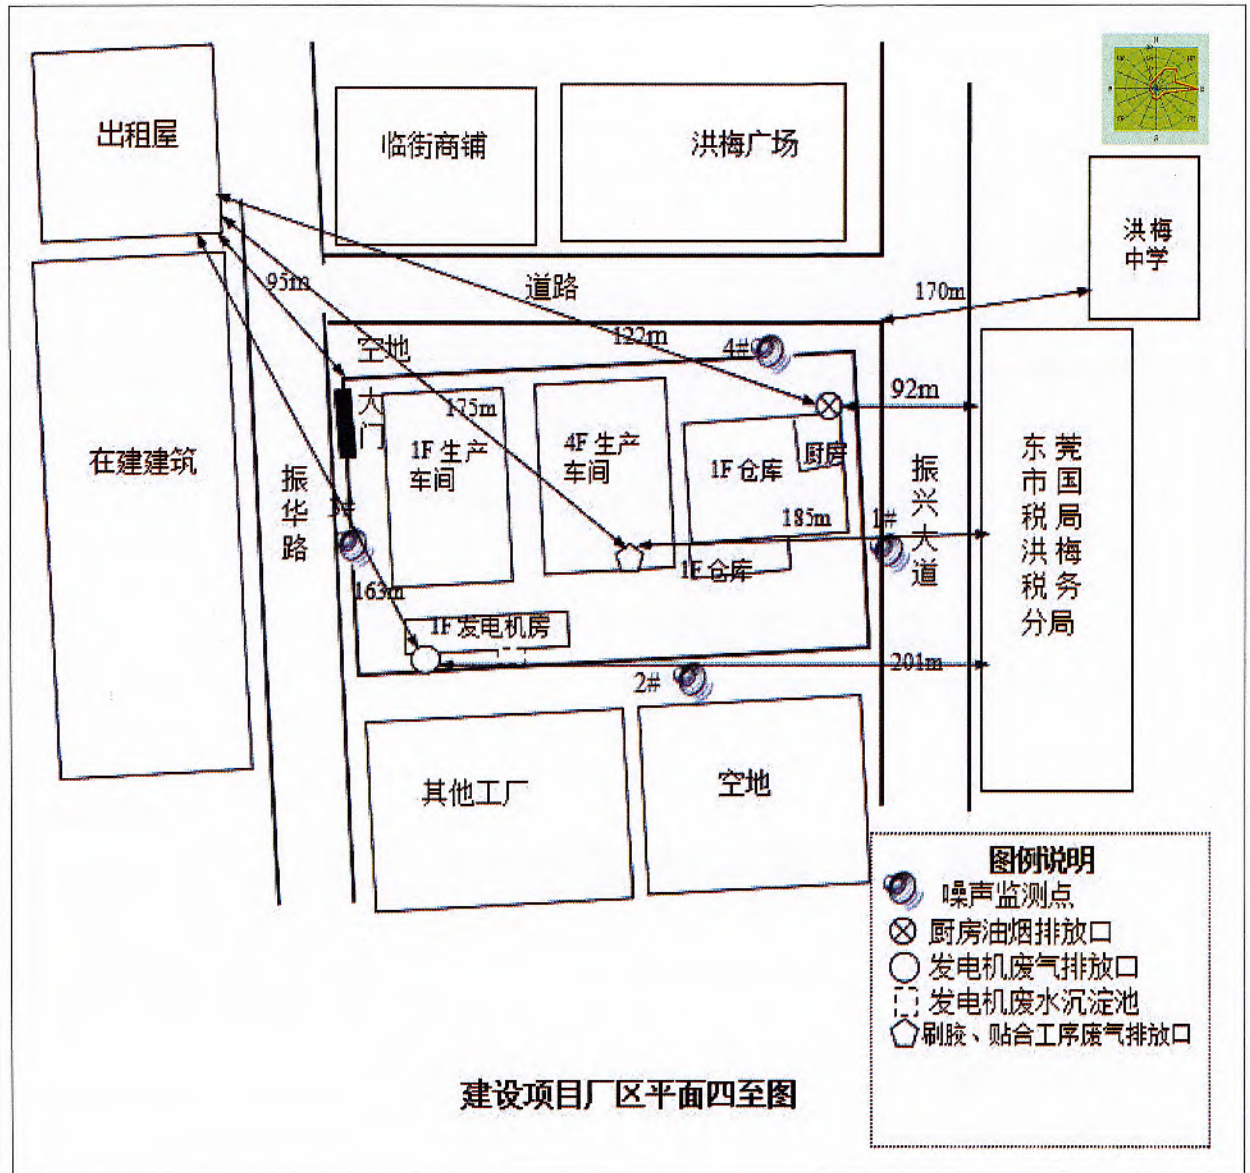 出租屋
临街商铺
洪梅广场
洪梅
中学
95m
道路
170m
122m
空地
4#
大
门
175m
92m
1F 生产
车间
4F 生产
车间
1F 仓库
厨房
在建建筑
振
华
路
振
兴
大
道
东莞
市国
税局
洪梅
税务
分局
3#
185m
1#
1F 仓库
163m
1F 发电机房
201m
2#
其他工厂
空地
图例说明
噪声监测点
厨房油烟排放口
发电机废气排放口
发电机废水沉淀池
刷胶、贴合工序废气排放口
建设项目厂区平面四至图